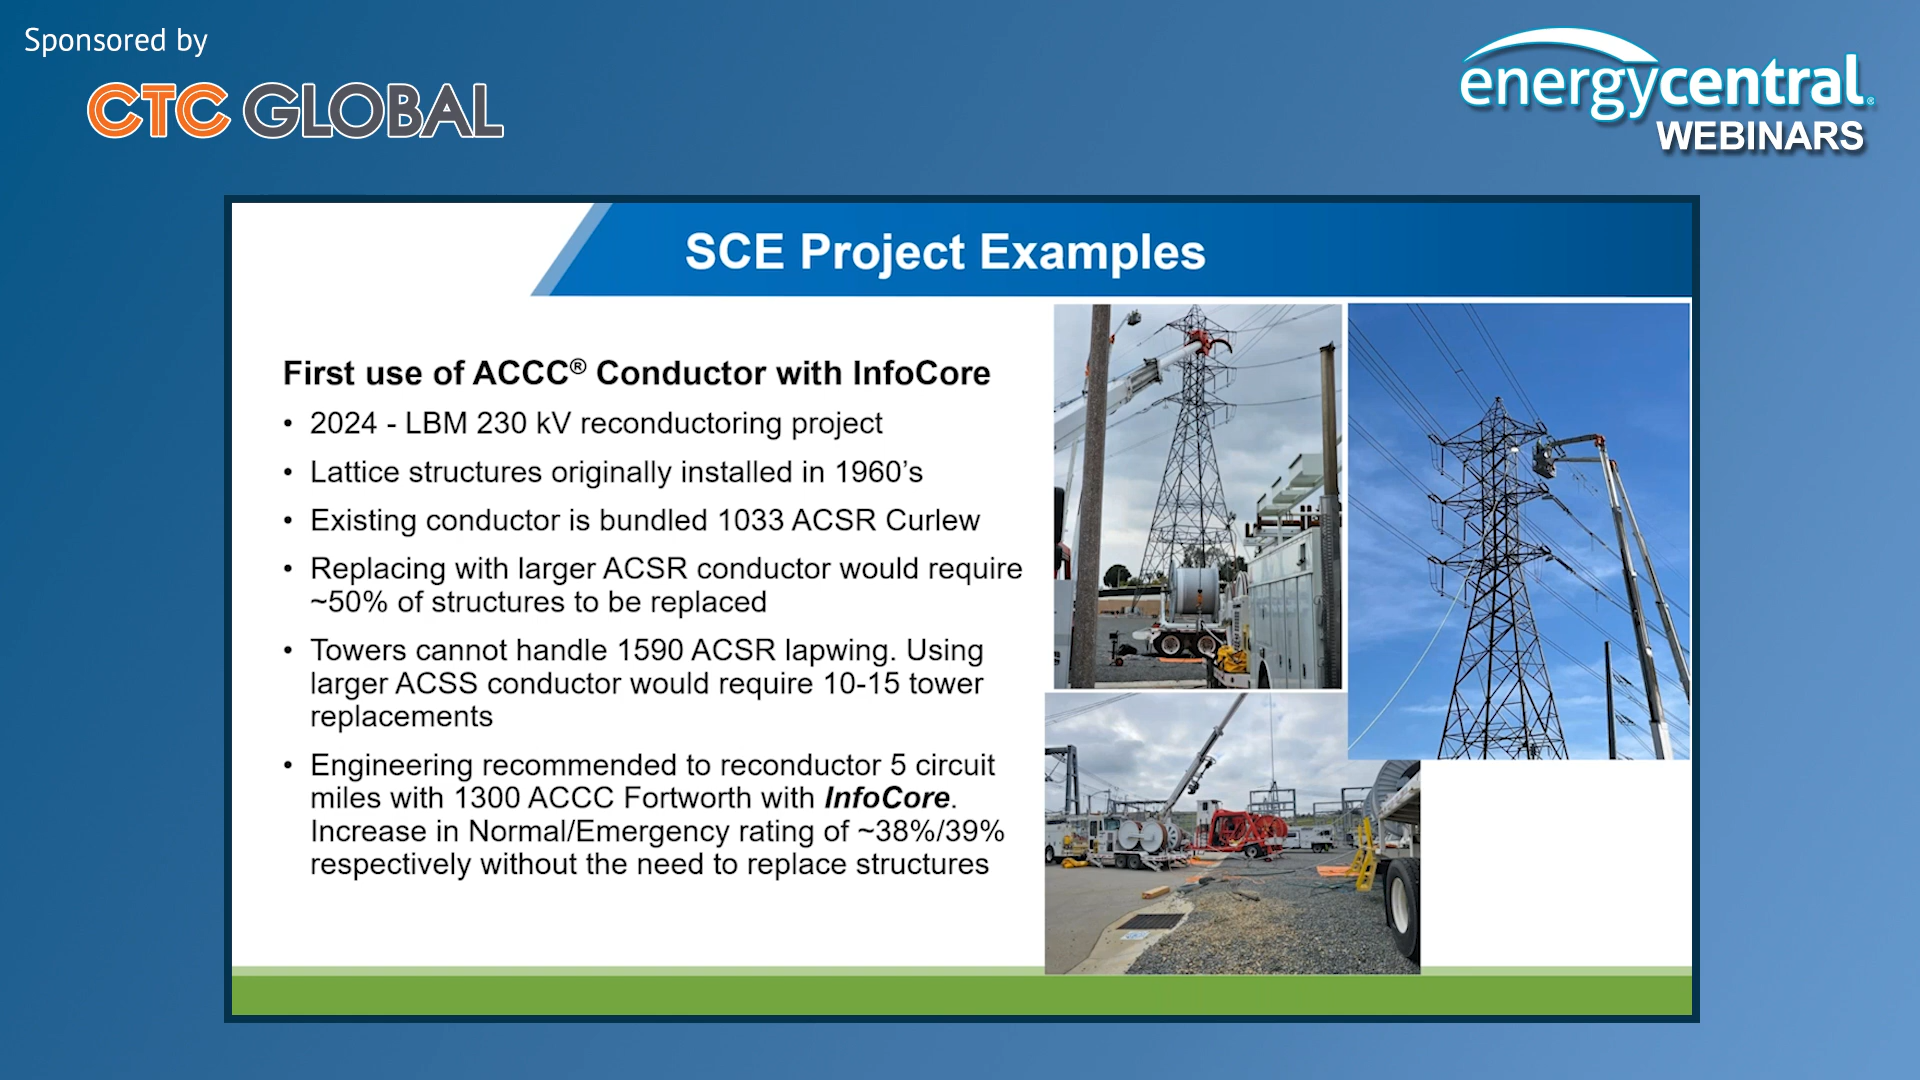 Sponsored by
CTC GLOBAL
energycentral®
WEBINARS
SCE Project Examples
First use of ACCC® Conductor with InfoCore
• 2024 - LBM 230 kV reconductoring project
• Lattice structures originally installed in 1960’s
• Existing conductor is bundled 1033 ACSR Curlew
• Replacing with larger ACSR conductor would require
~50% of structures to be replaced
• Towers cannot handle 1590 ACSR lapwing. Using
larger ACSS conductor would require 10-15 tower
replacements
• Engineering recommended to reconductor 5 circuit
miles with 1300 ACCC Fortworth with InfoCore.
Increase in Normal/Emergency rating of ~38%/39%
respectively without the need to replace structures